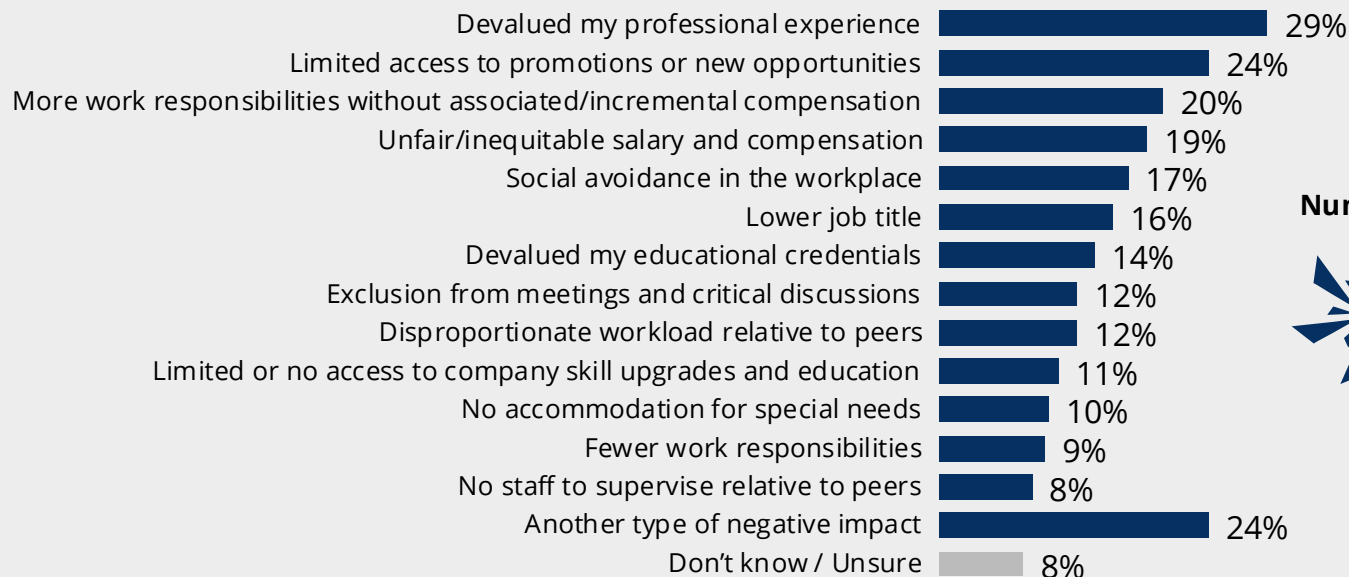 Devalued my professional experience 29%
Limited access to promotions or new opportunities 24%
More work responsibilities without associated/incremental compensation 20%
Unfair/inequitable salary and compensation 19%
Social avoidance in the workplace 17%
Lower job title 16%
Devalued my educational credentials 14%
Exclusion from meetings and critical discussions 12%
Disproportionate workload relative to peers 12%
Limited or no access to company skill upgrades and education 11%
No accommodation for special needs 10%
Fewer work responsibilities 9%
No staff to supervise relative to peers 8%
Another type of negative impact 24%
Don't know / Unsure 8%